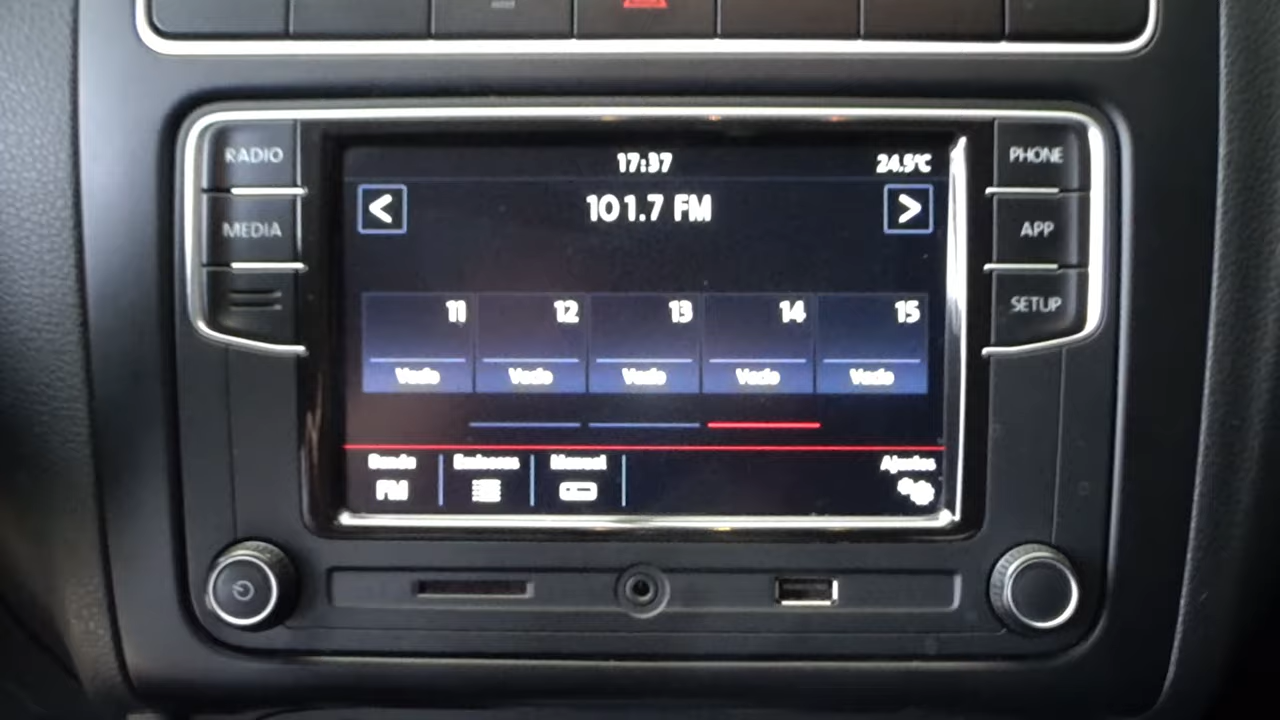 RADIO
MEDIA
17:37
24.5°C
<
101.7 FM
>
11 12 13 14 15
Vacío Vacío Vacío Vacío Vacío
Banda Emisoras Manual Ajustes
FM
PHONE
APP
SETUP